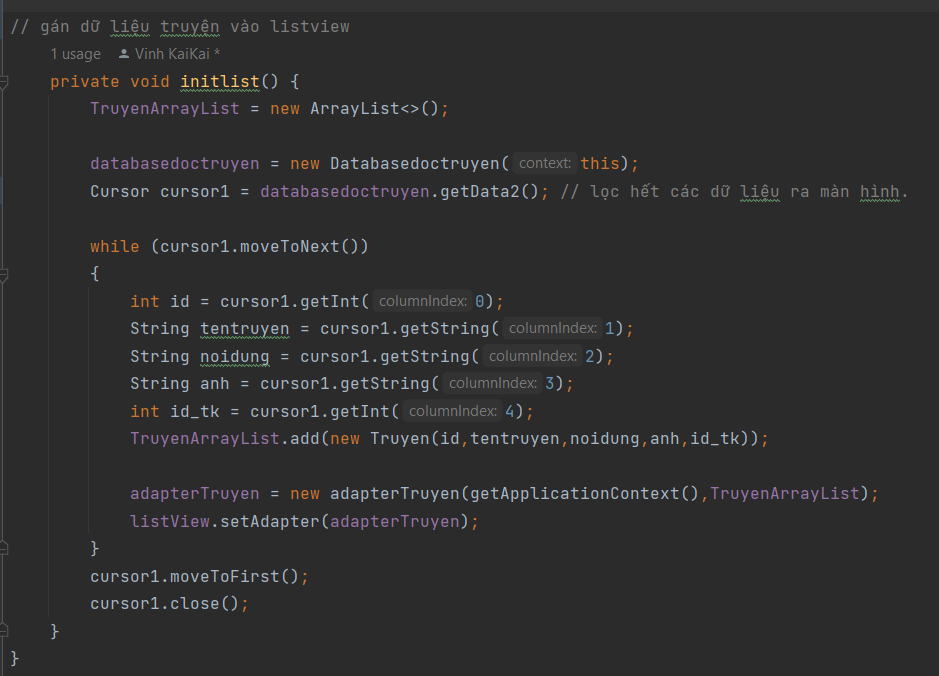 // gán dữ liệu truyện vào listview
1 usage Vinh KaiKai *
private void initlist() {
TruyenArrayList = new ArrayList<>();
databasedoctruyen = new Databasedoctruyen( context: this);
Cursor cursor1 = databasedoctruyen.getData2(); // lọc hết các dữ liệu ra màn hình.
while (cursor1.moveToNext())
{
int id = cursor1.getInt( columnIndex: 0);
String tentruyen = cursor1.getString( columnIndex: 1);
String noidung = cursor1.getString( columnIndex: 2);
String anh = cursor1.getString( columnIndex: 3);
int id_tk = cursor1.getInt( columnIndex: 4);
TruyenArrayList.add(new Truyen(id,tentruyen,noidung,anh,id_tk));
adapterTruyen = new adapterTruyen(getApplicationContext(),TruyenArrayList);
listView.setAdapter(adapterTruyen);
}
cursor1.moveToFirst();
cursor1.close();
}
}